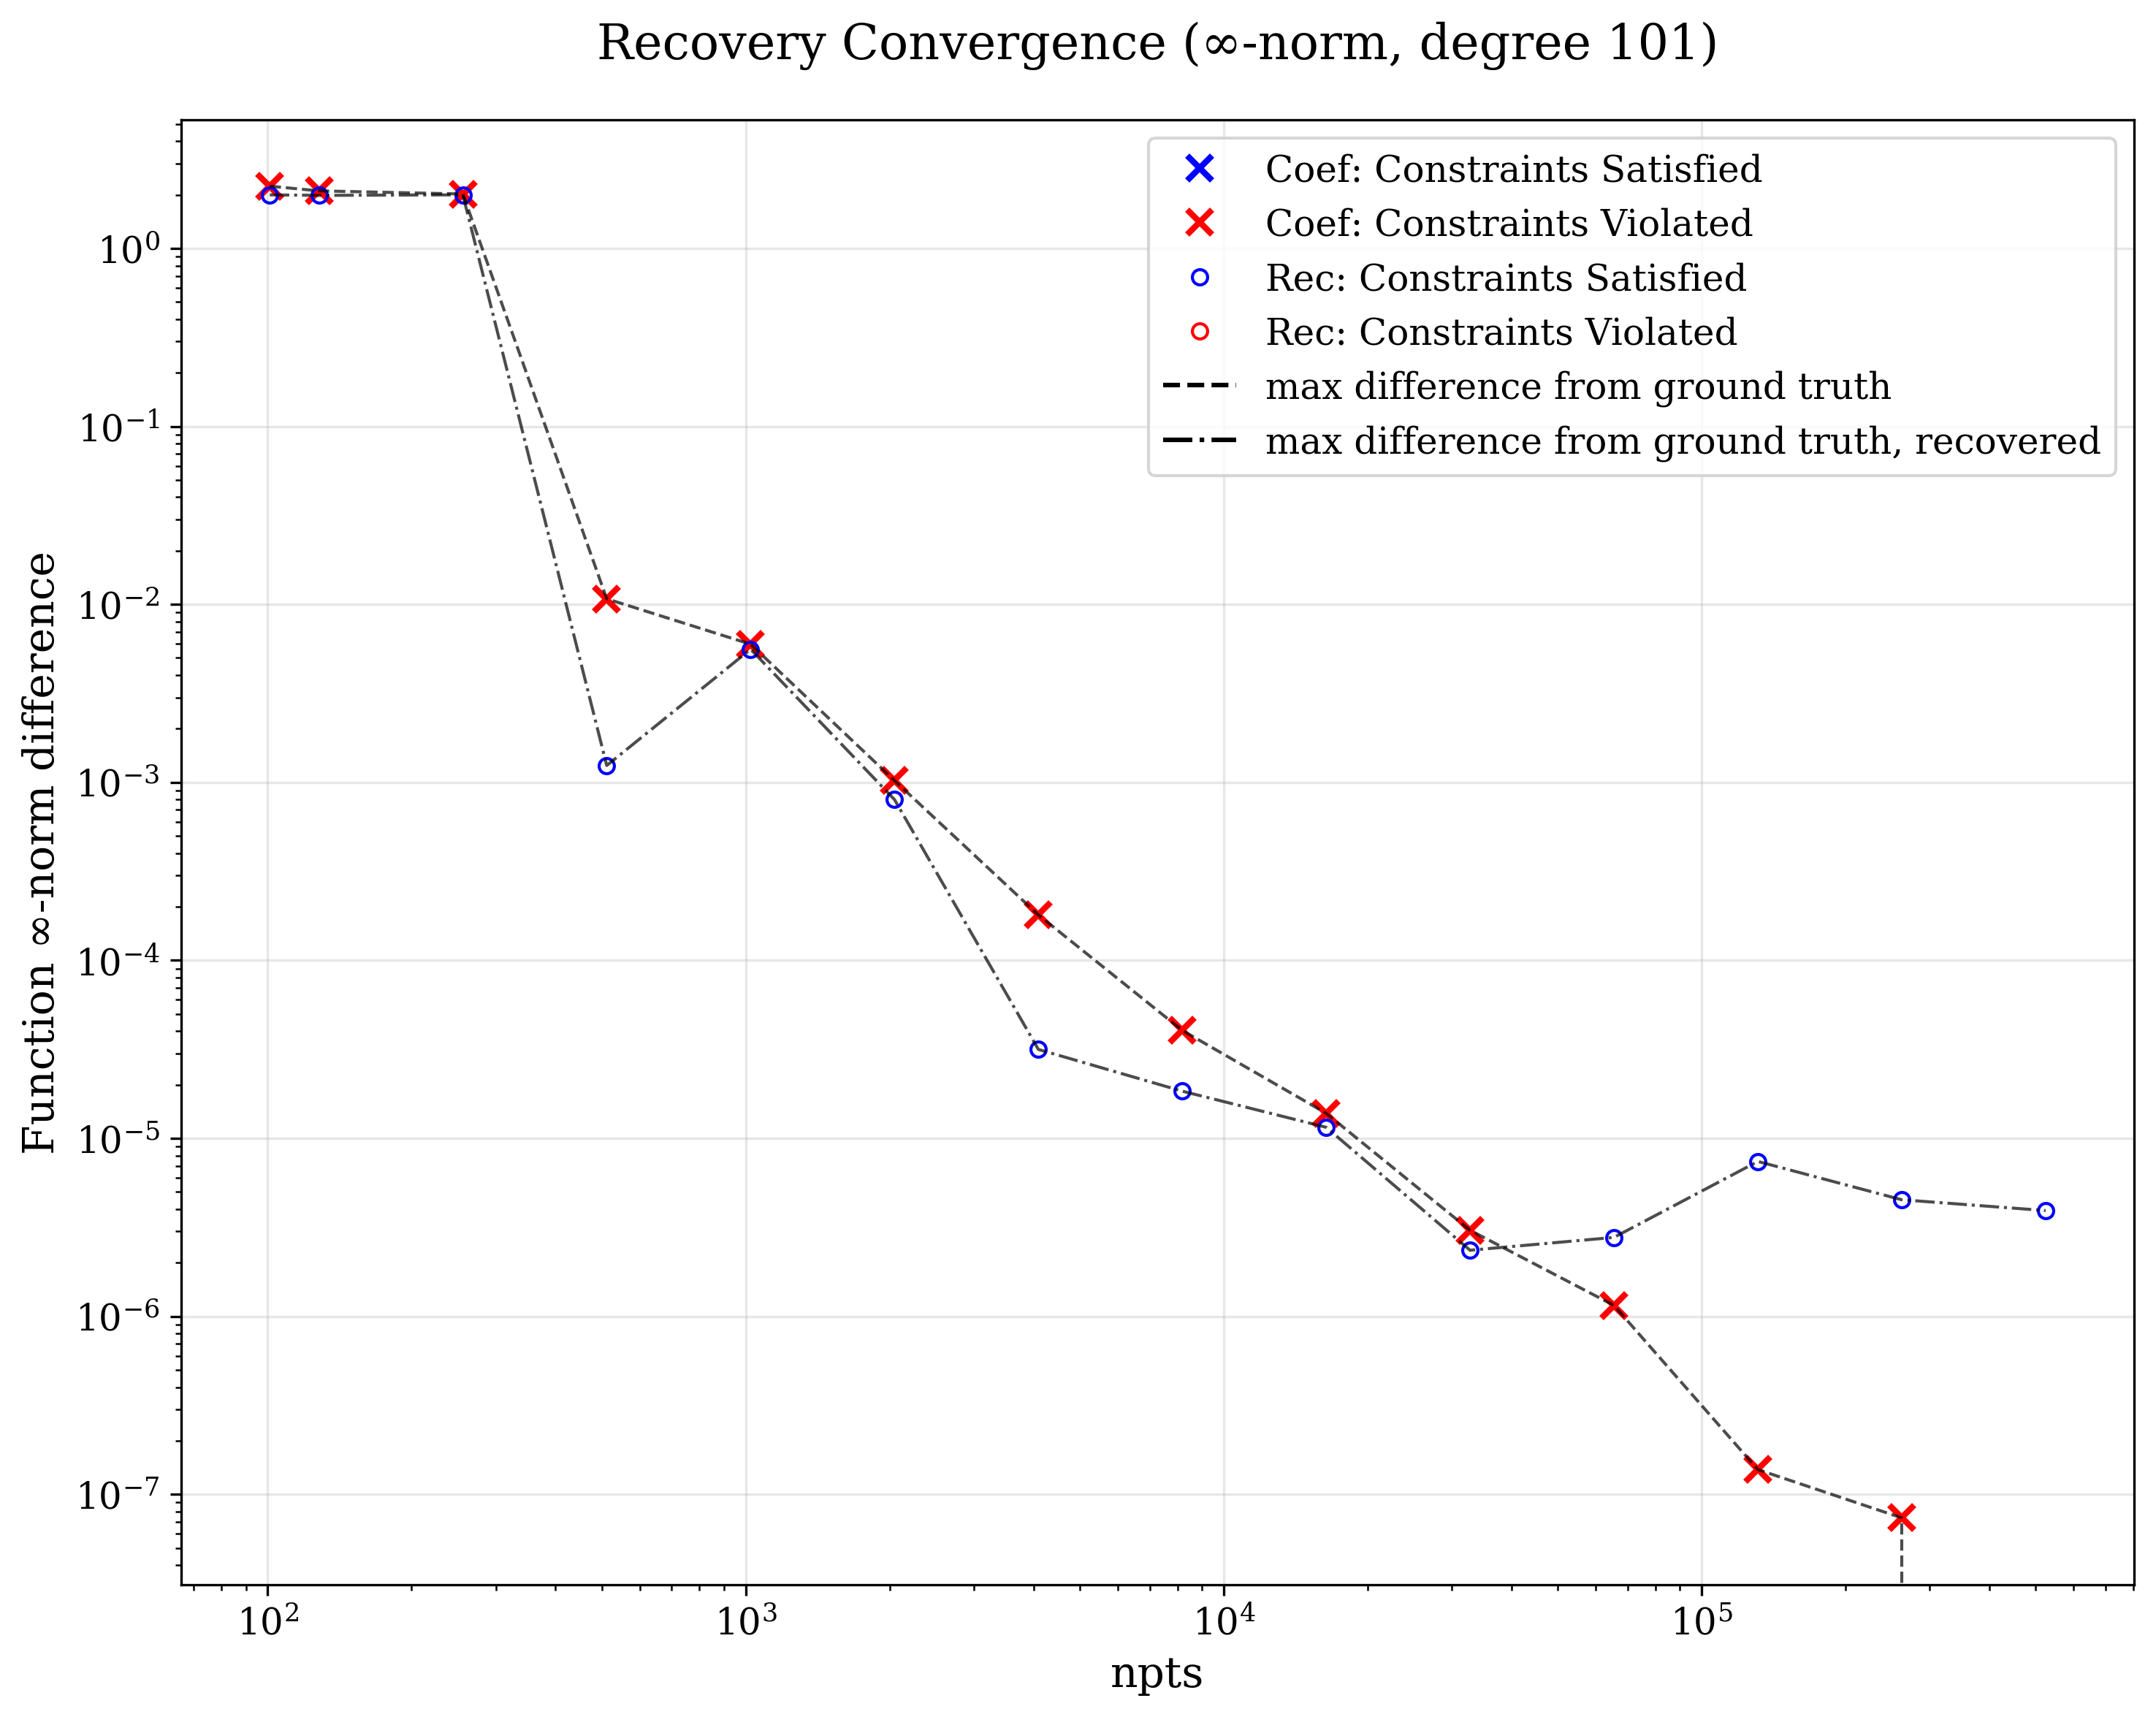 Recovery Convergence (∞-norm, degree 101)
Coef: Constraints Satisfied
Coef: Constraints Violated
Rec: Constraints Satisfied
Rec: Constraints Violated
max difference from ground truth
max difference from ground truth, recovered
Function ∞-norm difference
10⁰
10⁻¹
10⁻²
10⁻³
10⁻⁴
10⁻⁵
10⁻⁶
10⁻⁷
10² 10³ 10⁴ 10⁵
npts